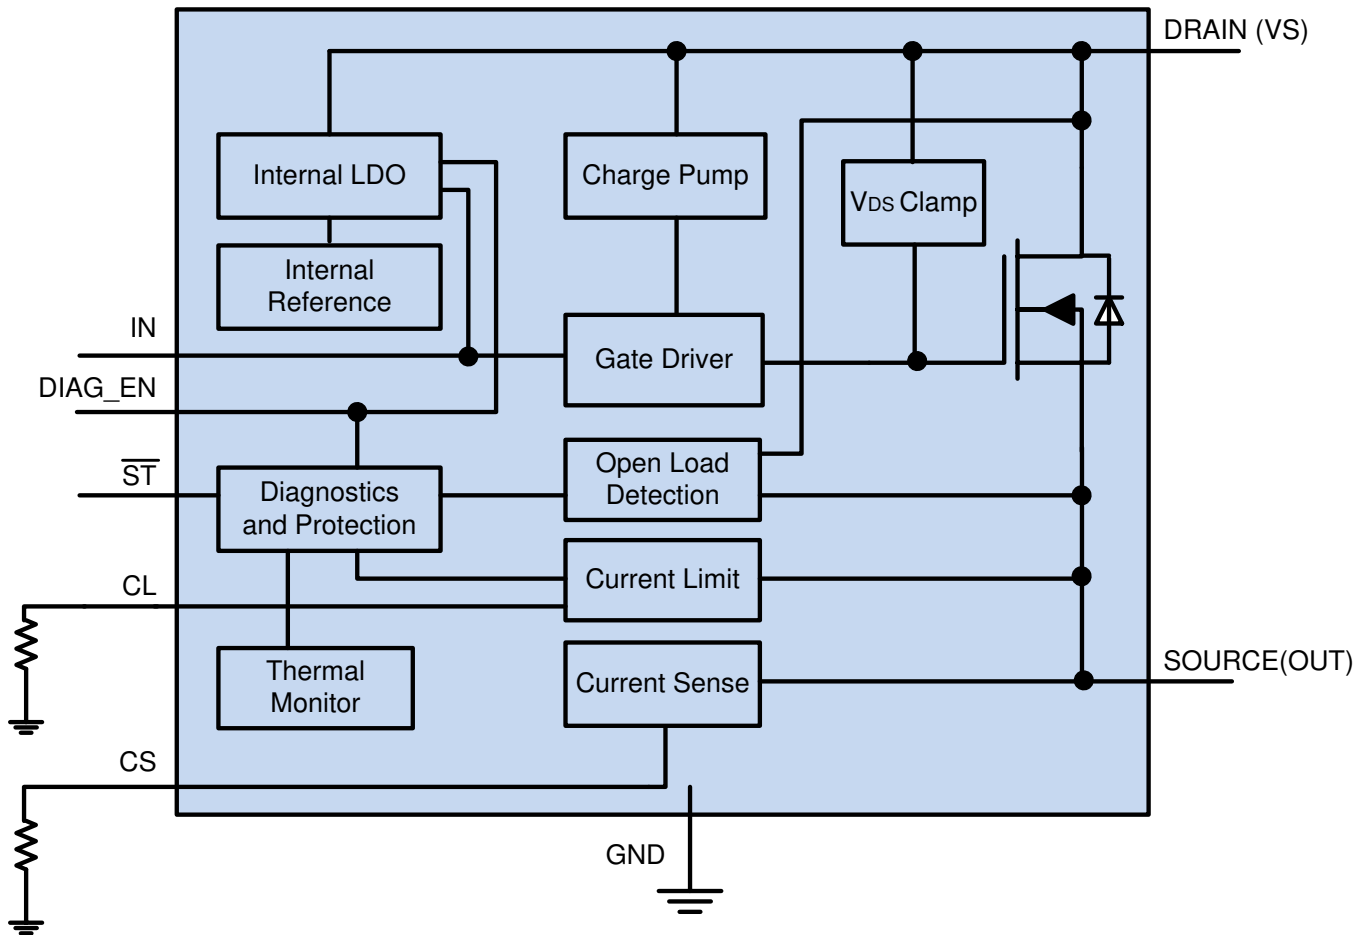 DRAIN (VS)
Internal LDO
Charge Pump
VDS Clamp
Internal
Reference
IN
Gate Driver
DIAG_EN
ST
Diagnostics
and Protection
Open Load
Detection
CL
Current Limit
Thermal
Monitor
Current Sense
SOURCE(OUT)
CS
GND